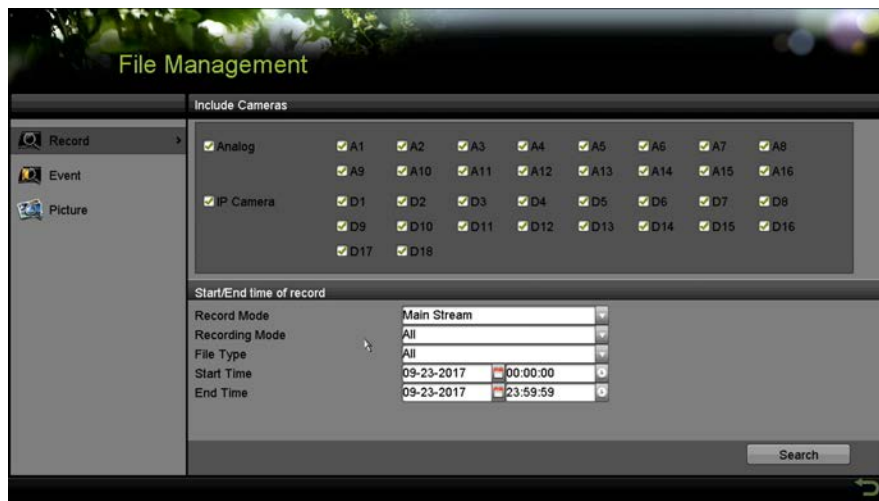 File Management
Include Cameras
Record
Event
Picture
Analog A1 A2 A3 A4 A5 A6 A7 A8
A9 A10 A11 A12 A13 A14 A15 A16
IP Camera D1 D2 D3 D4 D5 D6 D7 D8
D9 D10 D11 D12 D13 D14 D15 D16
D17 D18
Start/End time of record
Record Mode Main Stream
Recording Mode All
File Type All
Start Time 09-23-2017 00:00:00
End Time 09-23-2017 23:59:59
Search